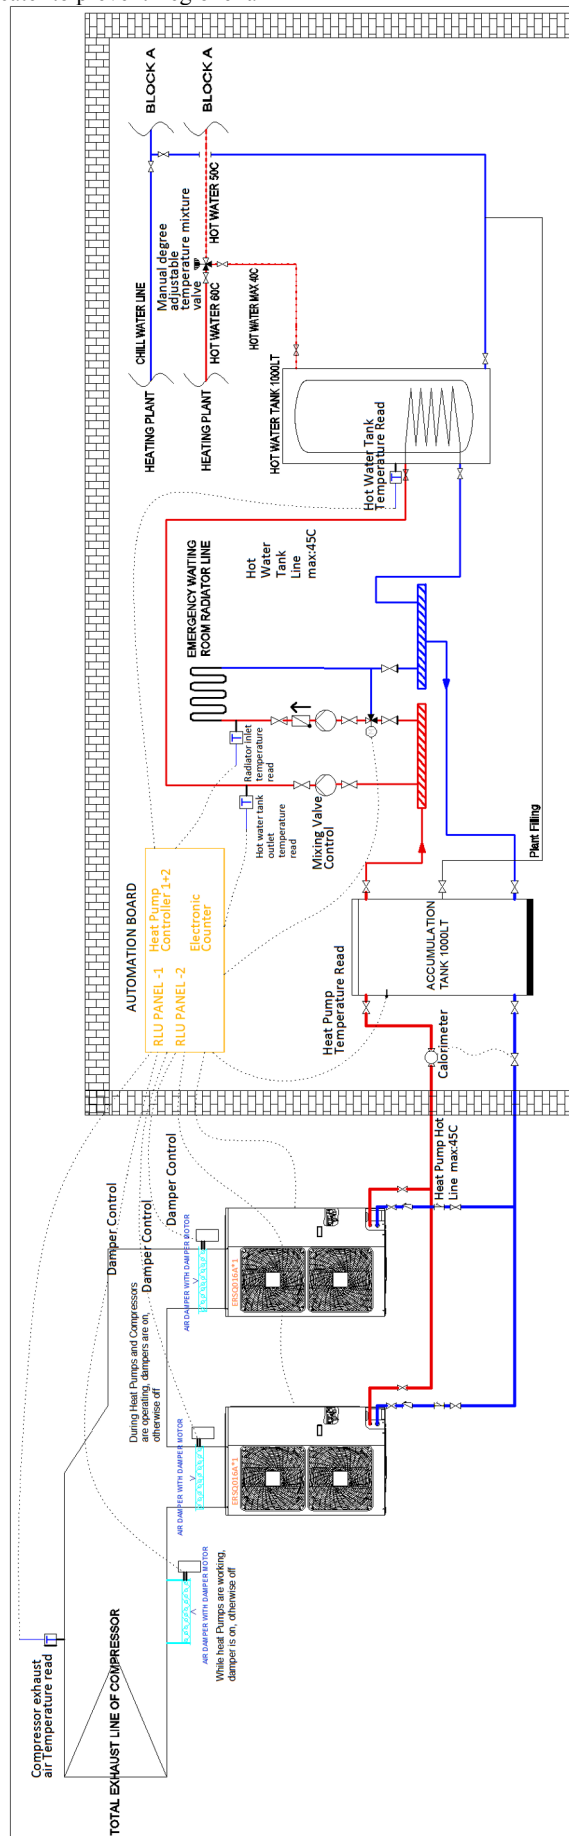 BLOCK A
BLOCK A
HOT WATER 50C
Manual degree
adjustable
temperature mixture
valve
CHILL WATER LINE
HOT WATER 60C
HOT WATER MAX 40C
HEATING PLANT
HEATING PLANT
HOT WATER TANK 1000LT
T
Hot Water Tank
Temperature Read
Hot
Water
Tank
Line
max:45C
EMERGENCY WAITING
ROOM RADIATOR LINE
T
Radiator inlet
temperature
read
T
Hot water tank
outlet
temperature
read
Mixing Valve
Control
Plant Filling
AUTOMATION BOARD
RLU PANEL -1
Heat Pump
Controller 1+2
RLU PANEL -2
Electronic
Counter
ACCUMULATION
TANK 1000LT
Heat Pump
Temperature Read
Calorimeter
Heat Pump Hot
Line max:45C
Damper Control
Damper Control
Damper Control
AIR DAMPER WITH DAMPER MOTOR
ERSQ016A*1
During Heat Pumps and Compressors
are operating, dampers are on,
otherwise off
AIR DAMPER WITH DAMPER MOTOR
ERSQ016A*1
AIR DAMPER WITH DAMPER MOTOR
While heat Pumps are working,
damper is on, otherwise off
T
Compressor exhaust
air Temperature read
TOTAL EXHAUST LINE OF COMPRESSOR